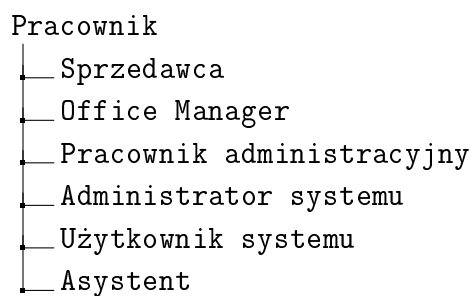 Pracownik
Sprzedawca
Office Manager
Pracownik administracyjny
Administrator systemu
Użytkownik systemu
Asystent